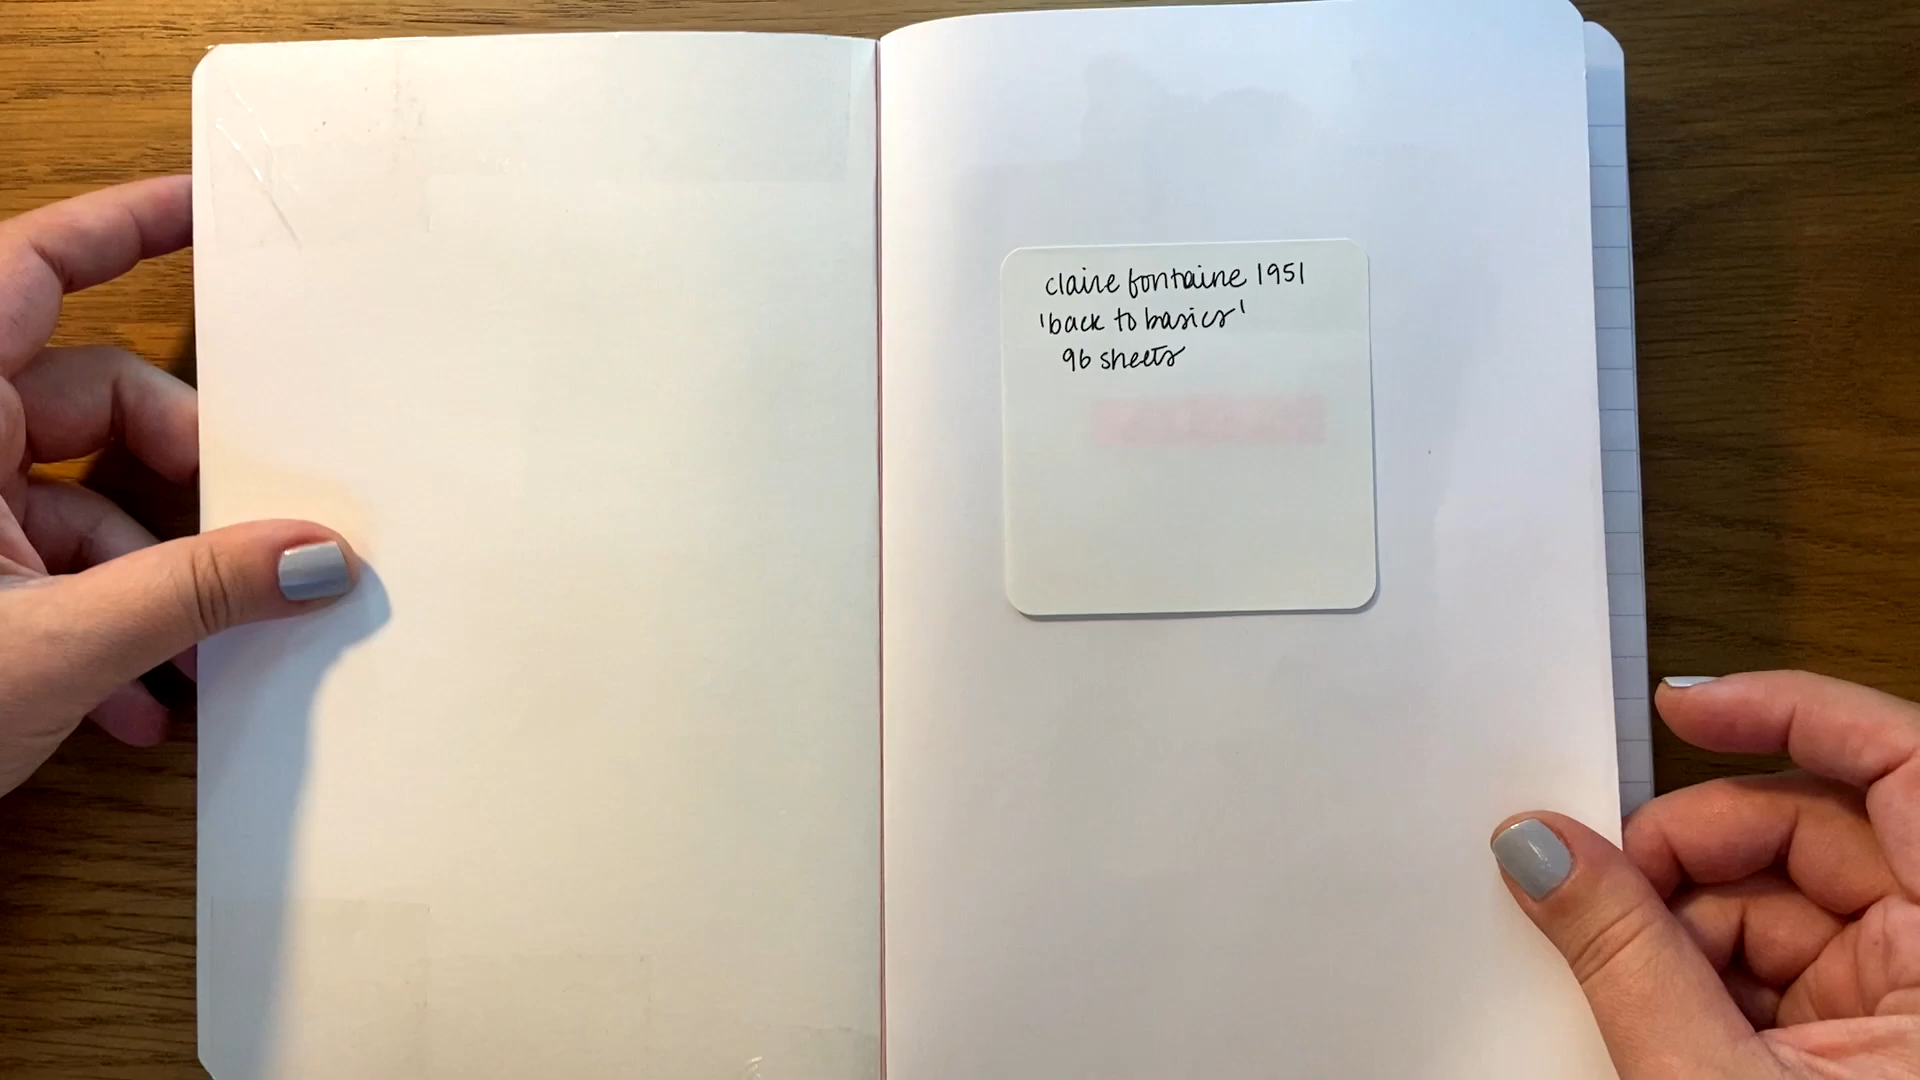 claire fontaine 1951
'back to basics'
96 sheets